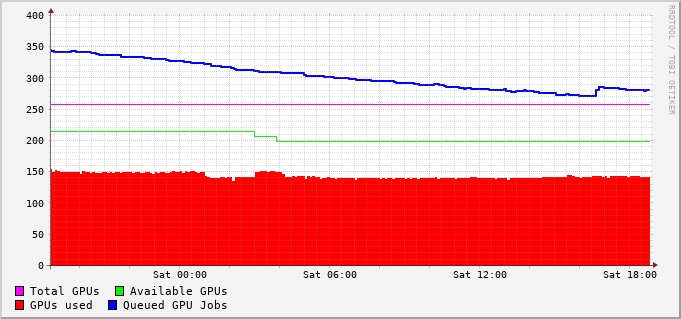 400
350
300
250
200
150
100
50
0
Sat 00:00 Sat 06:00 Sat 12:00 Sat 18:00
Total GPUs Available GPUs
GPUs used Queued GPU Jobs
RRDTOOL / TOBI OETIKER